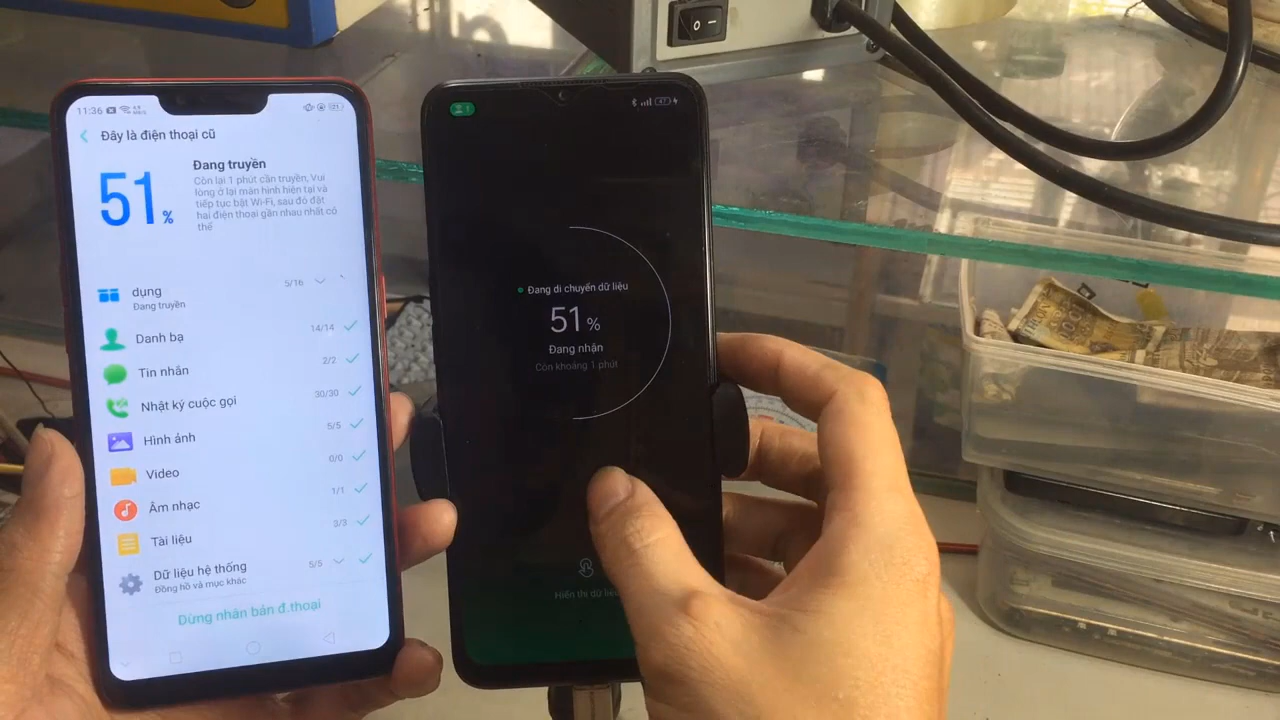 11:36
Đây là điện thoại cũ
51%
Đang truyền
Còn lại 1 phút cần truyền, Vui
lòng ở lại màn hình hiện tại và
tiếp tục bật Wi-Fi, sau đó đặt
hai điện thoại gần nhau nhất có
thể
dụng 5/16
Đang truyền
Danh bạ 14/14
Tin nhắn 2/2
Nhật ký cuộc gọi 30/30
Hình ảnh 5/5
Video 0/0
Âm nhạc 1/1
Tài liệu 3/3
Dữ liệu hệ thống 5/5
Đồng hồ và mục khác
Dừng nhân bản đ.thoại
47
Đang di chuyển dữ liệu
51%
Đang nhận
Còn khoảng 1 phút
Hiển thị dữ